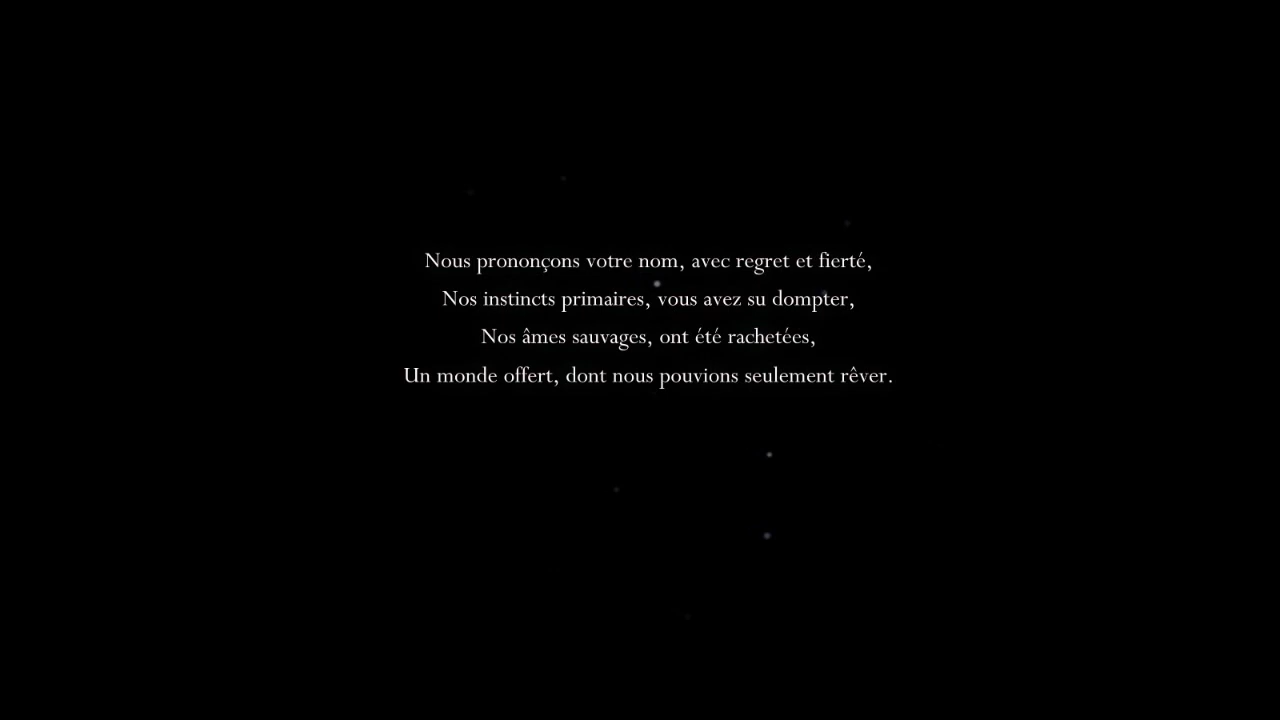 Nous prononçons votre nom, avec regret et fierté,
Nos instincts primaires, vous avez su dompter,
Nos âmes sauvages, ont été rachetées,
Un monde offert, dont nous pouvions seulement rêver.